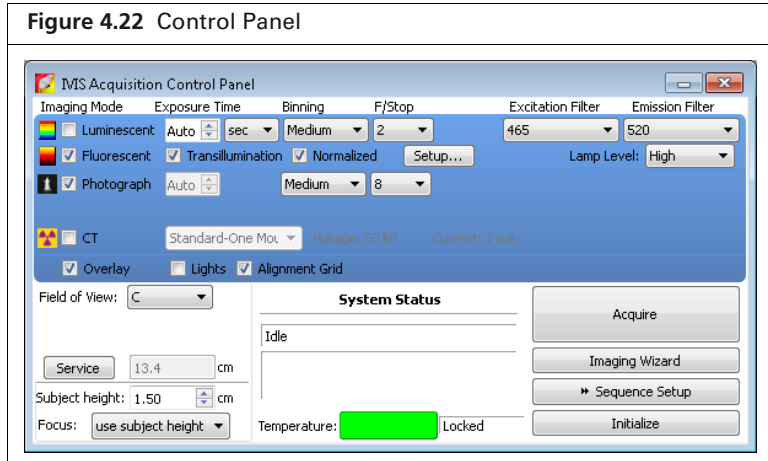 Figure 4.22 Control Panel
IVIS Acquisition Control Panel
Imaging Mode Exposure Time Binning F/Stop Excitation Filter Emission Filter
Luminescent Auto sec Medium 2 465 520
Fluorescent Transillumination Normalized Setup... Lamp Level: High
Photograph Auto Medium 8
CT Standard-One Mou Voltage: 50 kV Current: 1 mA
Overlay Lights Alignment Grid
Field of View: C System Status Acquire
Idle
Service 13.4 cm Imaging Wizard
Subject height: 1.50 cm Sequence Setup
Focus: use subject height Temperature: Locked Initialize